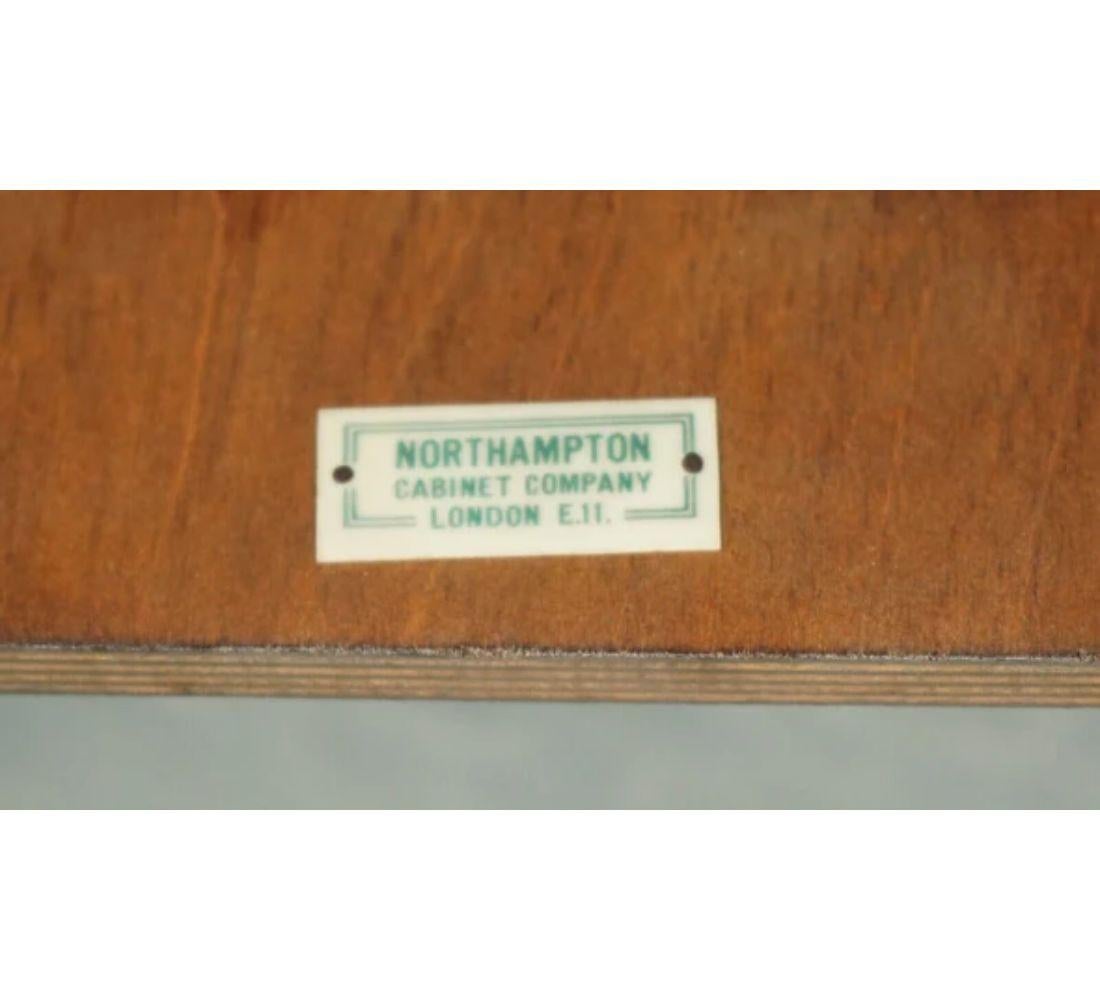 NORTHAMPTON
CABINET COMPANY
LONDON E.11.